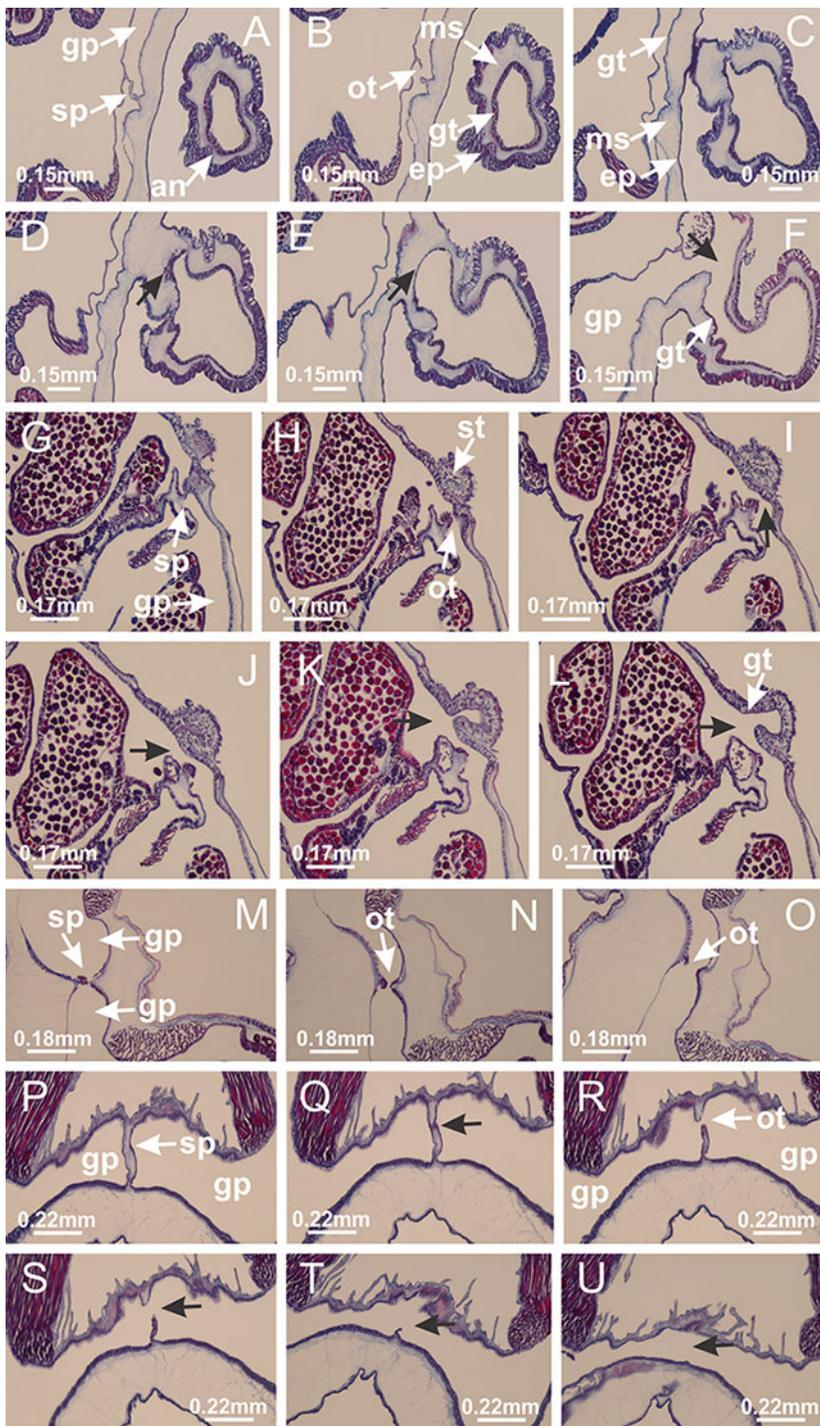 A
gp
sp
an
0.15mm
B
ms
ot
gt
ep
0.15mm
C
gt
ms
ep
0.15mm
D
0.15mm
E
0.15mm
F
gp
gt
0.15mm
G
sp
gp
0.17mm
H
st
ot
0.17mm
I
0.17mm
J
0.17mm
K
0.17mm
L
gt
0.17mm
M
sp
gp
gp
0.18mm
N
ot
0.18mm
O
ot
0.18mm
P
sp
gp
gp
0.22mm
Q
0.22mm
R
ot
gp
gp
0.22mm
S
0.22mm
T
0.22mm
U
0.22mm